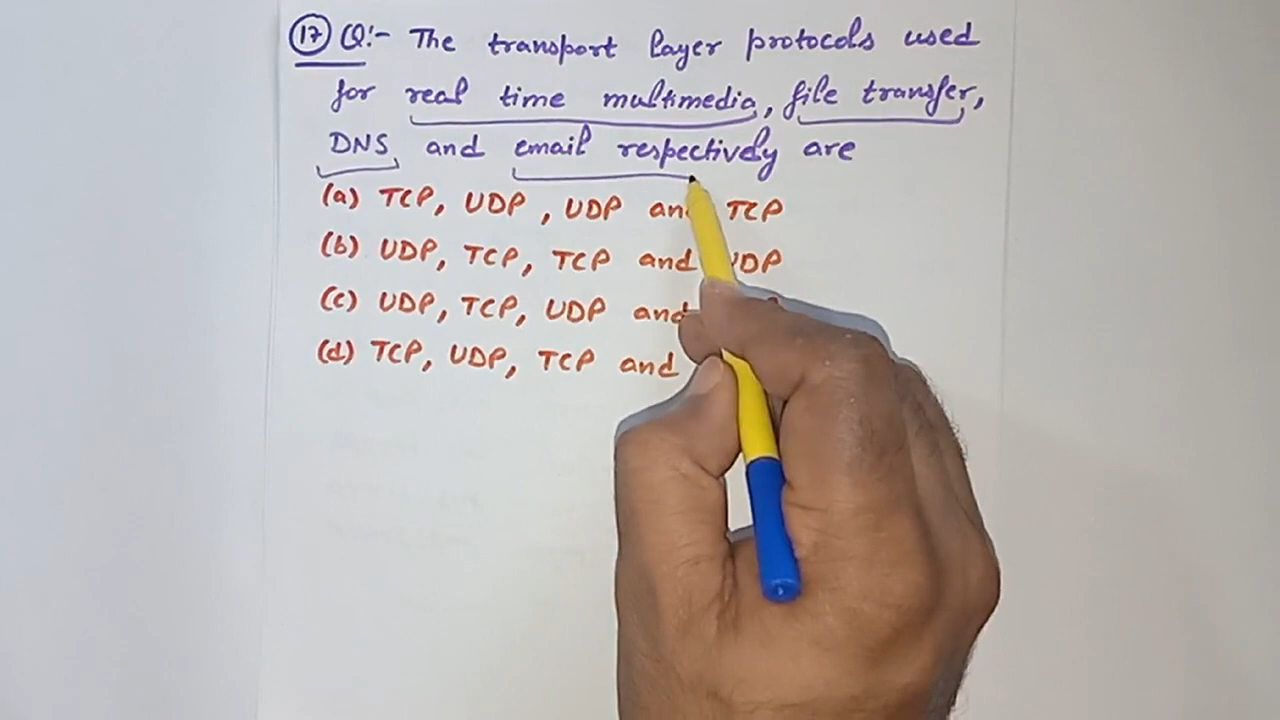 17 Q:- The transport layer protocols used
for real time multimedia, file transfer,
DNS and email respectively are
(a) TCP, UDP, UDP and TCP
(b) UDP, TCP, TCP and UDP
(c) UDP, TCP, UDP and
(d) TCP, UDP, TCP and